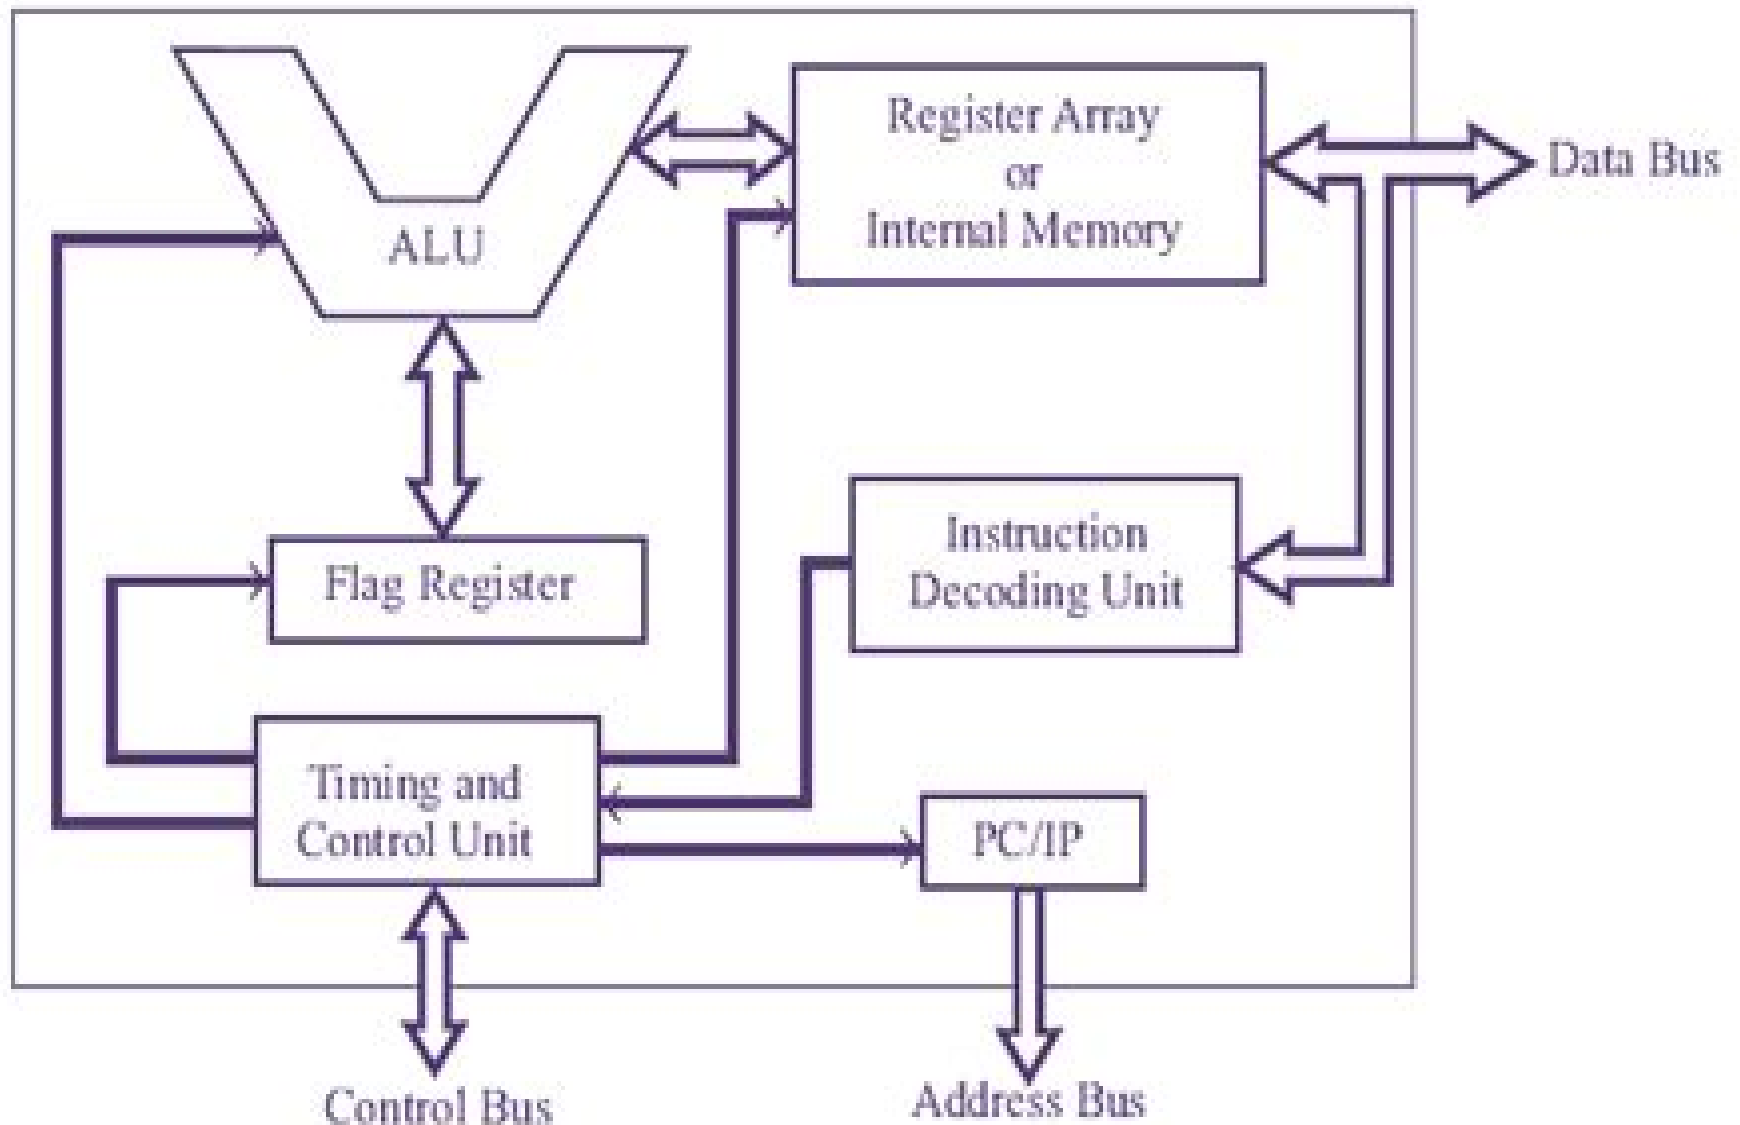 Register Array
or
Internal Memory
Data Bus
ALU
Instruction
Decoding Unit
Flag Register
Timing and
Control Unit
PC/IP
Control Bus
Address Bus